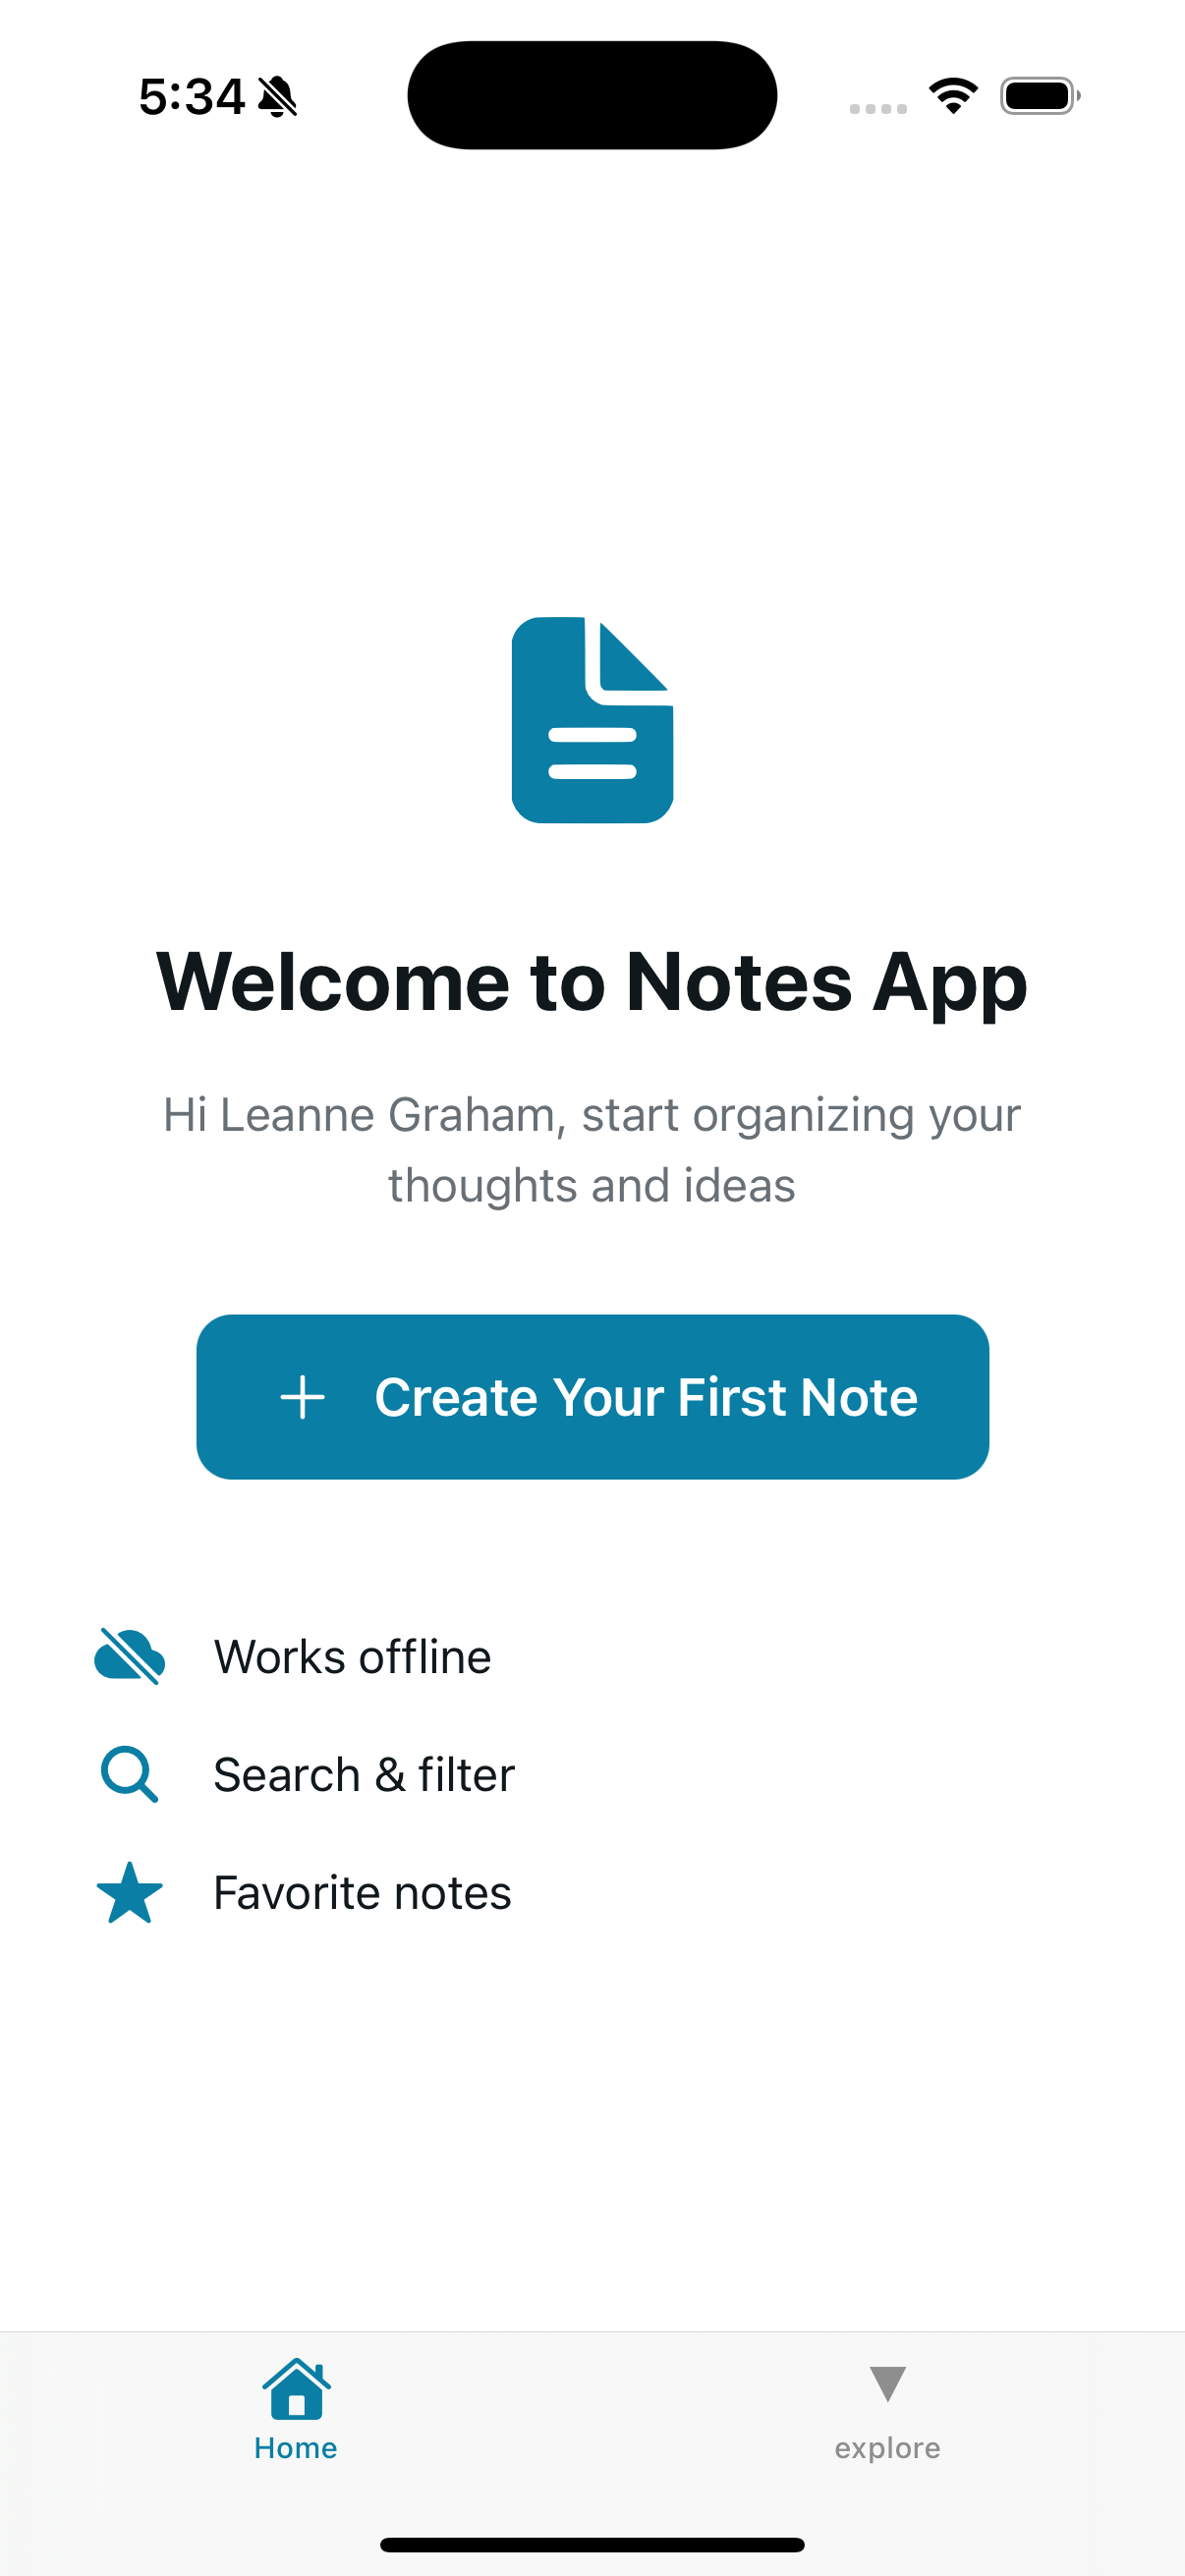 5:34
Welcome to Notes App
Hi Leanne Graham, start organizing your
thoughts and ideas
Create Your First Note
Works offline
Search & filter
Favorite notes
Home
explore